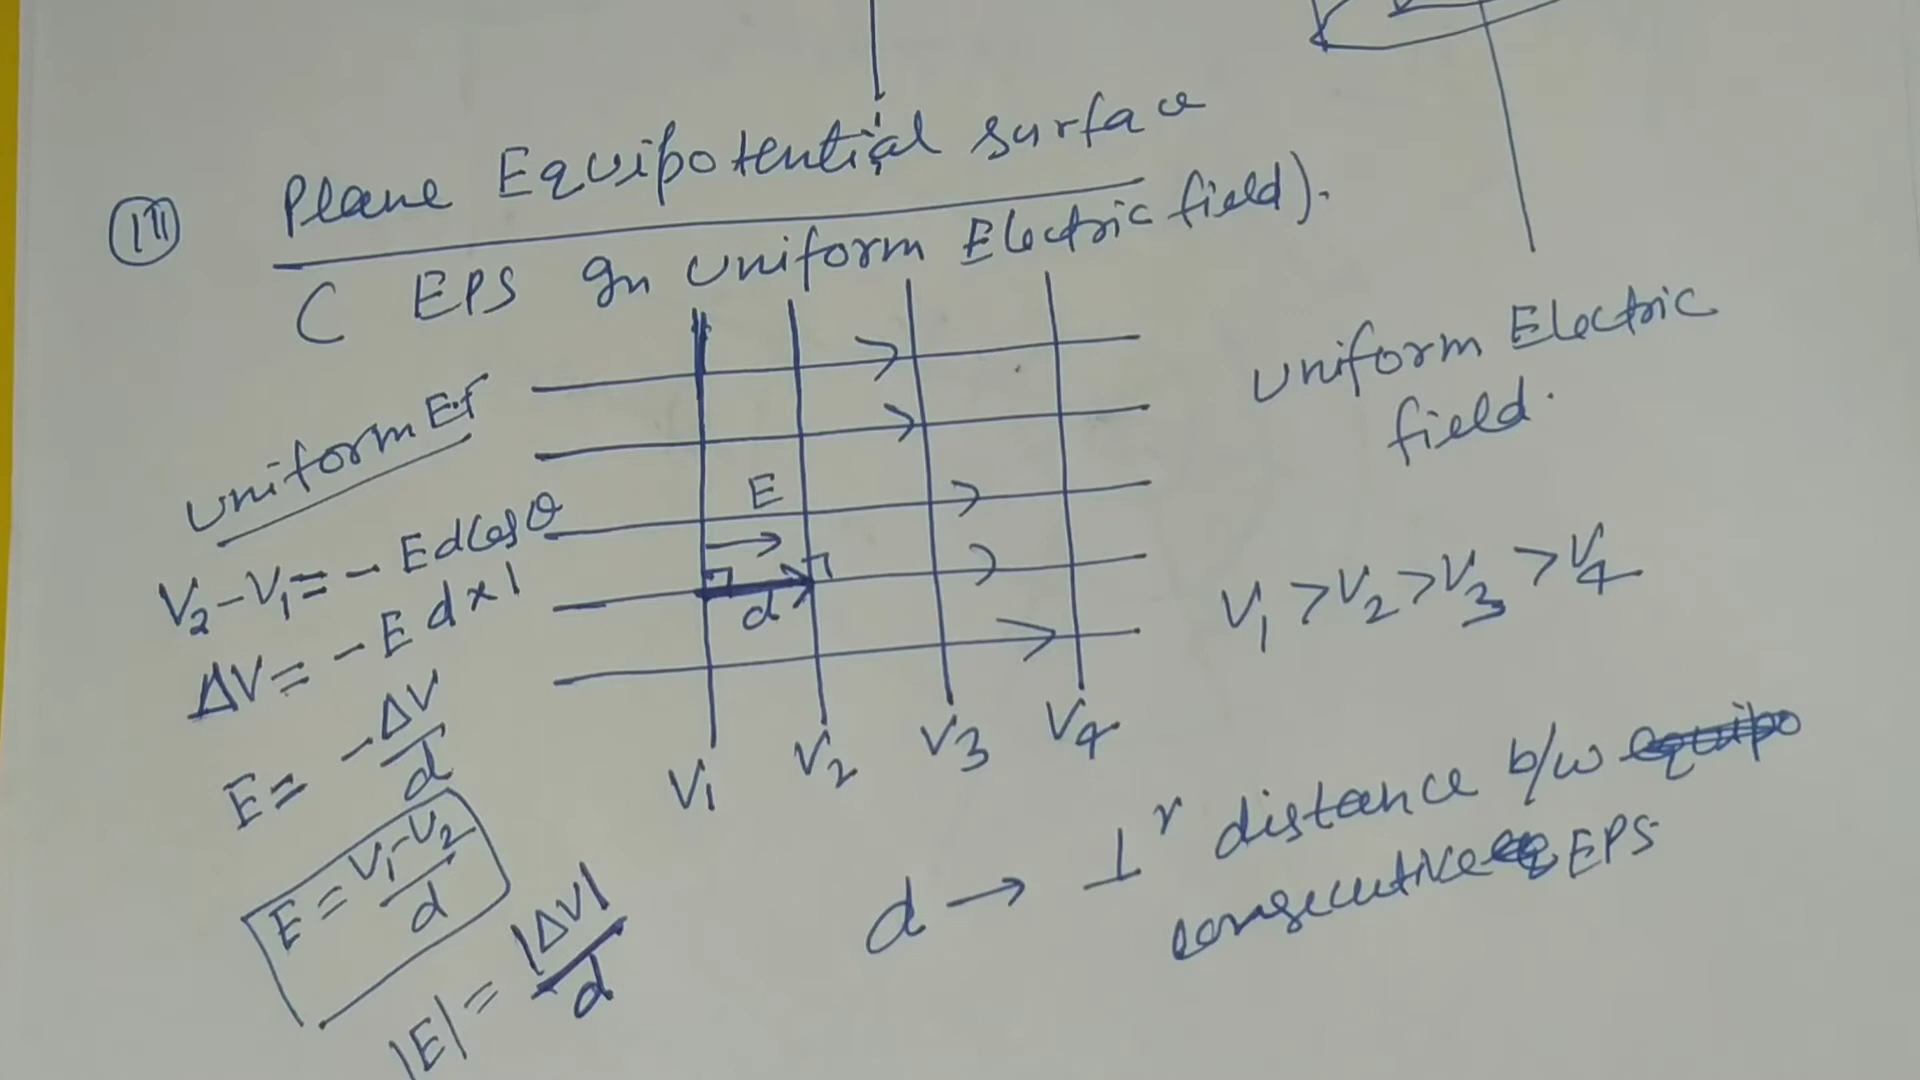 (iii) Plane Equipotential surface
( EPS In uniform Electric field).
uniform E.f
V₂-V₁ = - Ed Cos θ
ΔV = - E d × 1
E = -ΔV/d
E = V₁-V₂/d
|E| = |ΔV|/d
E
d
V₁ V₂ V₃ V₄
uniform Electric
field.
V₁ > V₂ > V₃ > V₄
d → ⊥ʳ distance b/w
consecutive EPS